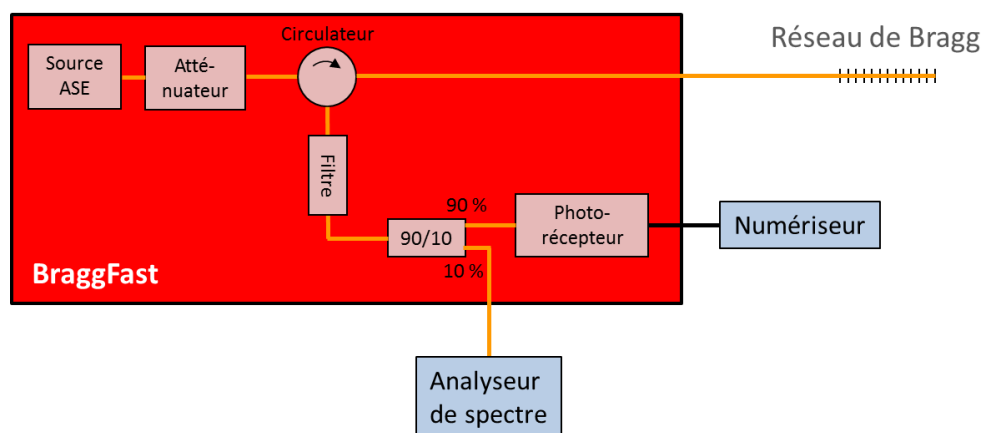 Circulateur
Réseau de Bragg
Source
ASE
Atté-
nuateur
Filtre
90 %
90/10
10 %
Photo-
récepteur
Numériseur
BraggFast
Analyseur
de spectre